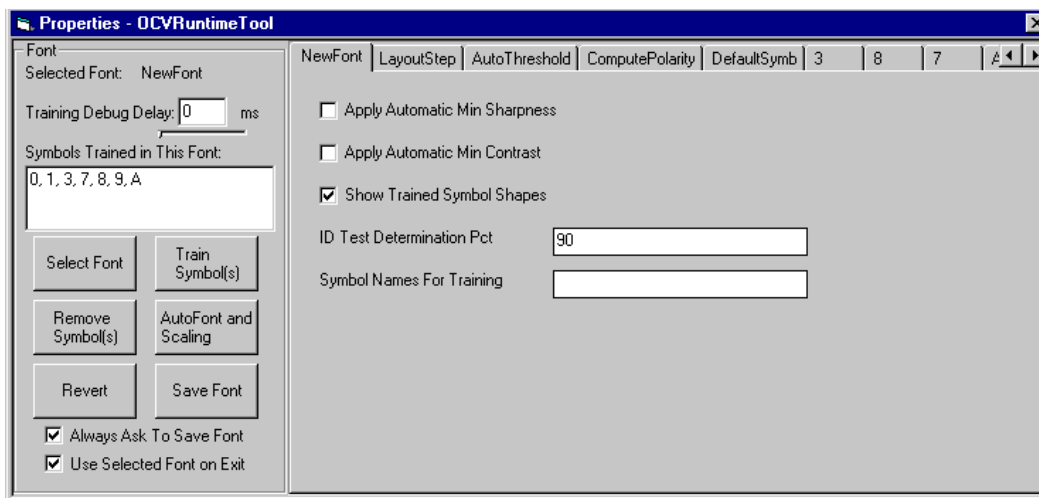 Properties - OCVRuntimeTool
Font
Selected Font: NewFont
Training Debug Delay: 0 ms
Symbols Trained in This Font:
0, 1, 3, 7, 8, 9, A
Select Font
Train
Symbol(s)
Remove
Symbol(s)
AutoFont and
Scaling
Revert
Save Font
Always Ask To Save Font
Use Selected Font on Exit
NewFont LayoutStep AutoThreshold ComputePolarity DefaultSymb 3 8 7 A
Apply Automatic Min Sharpness
Apply Automatic Min Contrast
Show Trained Symbol Shapes
ID Test Determination Pct 90
Symbol Names For Training